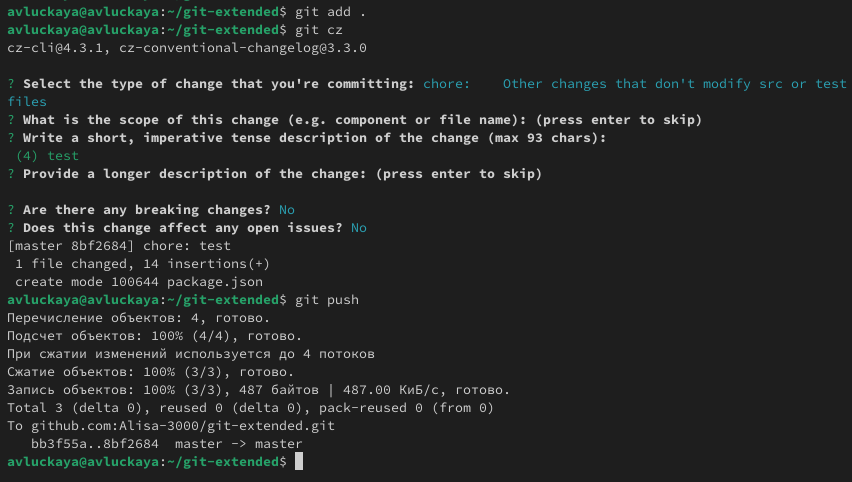 avluckaya@avluckaya:~/git-extended$ git add .
avluckaya@avluckaya:~/git-extended$ git cz
cz-cli@4.3.1, cz-conventional-changelog@3.3.0
? Select the type of change that you're committing: chore:    Other changes that don't modify src or test
files
? What is the scope of this change (e.g. component or file name): (press enter to skip)
? Write a short, imperative tense description of the change (max 93 chars):
 (4) test
? Provide a longer description of the change: (press enter to skip)
? Are there any breaking changes? No
? Does this change affect any open issues? No
[master 8bf2684] chore: test
 1 file changed, 14 insertions(+)
 create mode 100644 package.json
avluckaya@avluckaya:~/git-extended$ git push
Перечисление объектов: 4, готово.
Подсчет объектов: 100% (4/4), готово.
При сжатии изменений используется до 4 потоков
Сжатие объектов: 100% (3/3), готово.
Запись объектов: 100% (3/3), 487 байтов | 487.00 КиБ/с, готово.
Total 3 (delta 0), reused 0 (delta 0), pack-reused 0 (from 0)
To github.com:Alisa-3000/git-extended.git
   bb3f55a..8bf2684  master -> master
avluckaya@avluckaya:~/git-extended$